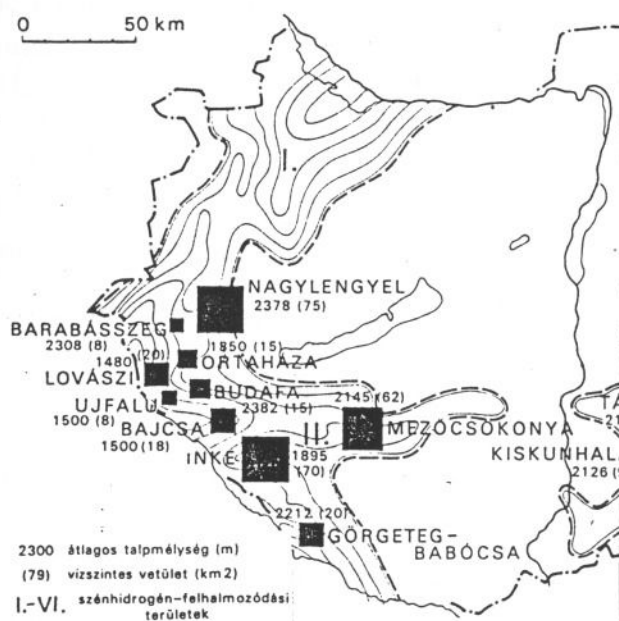 0 50 km
I.
NAGYLENGYEL
2378 (75)
BARABÁSSZEG
2308 (8)
1850 (15)
ORTAHÁZA
1480 (20)
LOVÁSZI
BUDAFA
2382 (15)
UJFALU
1500 (8)
BAJCSA
1500 (18)
2145 (62)
MEZŐCSOKONYA
II.
INKE
1895
(70)
KISKUNHAL
2126
2212 (20)
GÖRGETEG-
BABÓCSA
2300 átlagos talpmélység (m)
(79) vízszintes vetület (km2)
I.-VI. szénhidrogén-felhalmozódási
területek